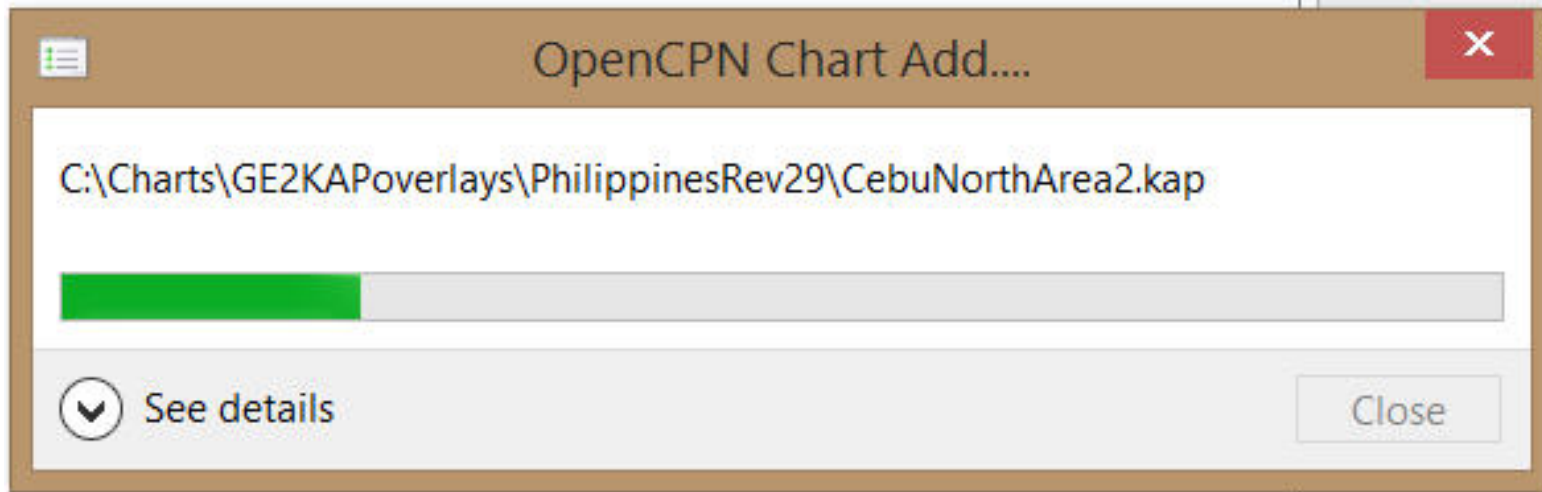 OpenCPN Chart Add....
C:\Charts\GE2KAPoverlays\PhilippinesRev29\CebuNorthArea2.kap
See details
Close